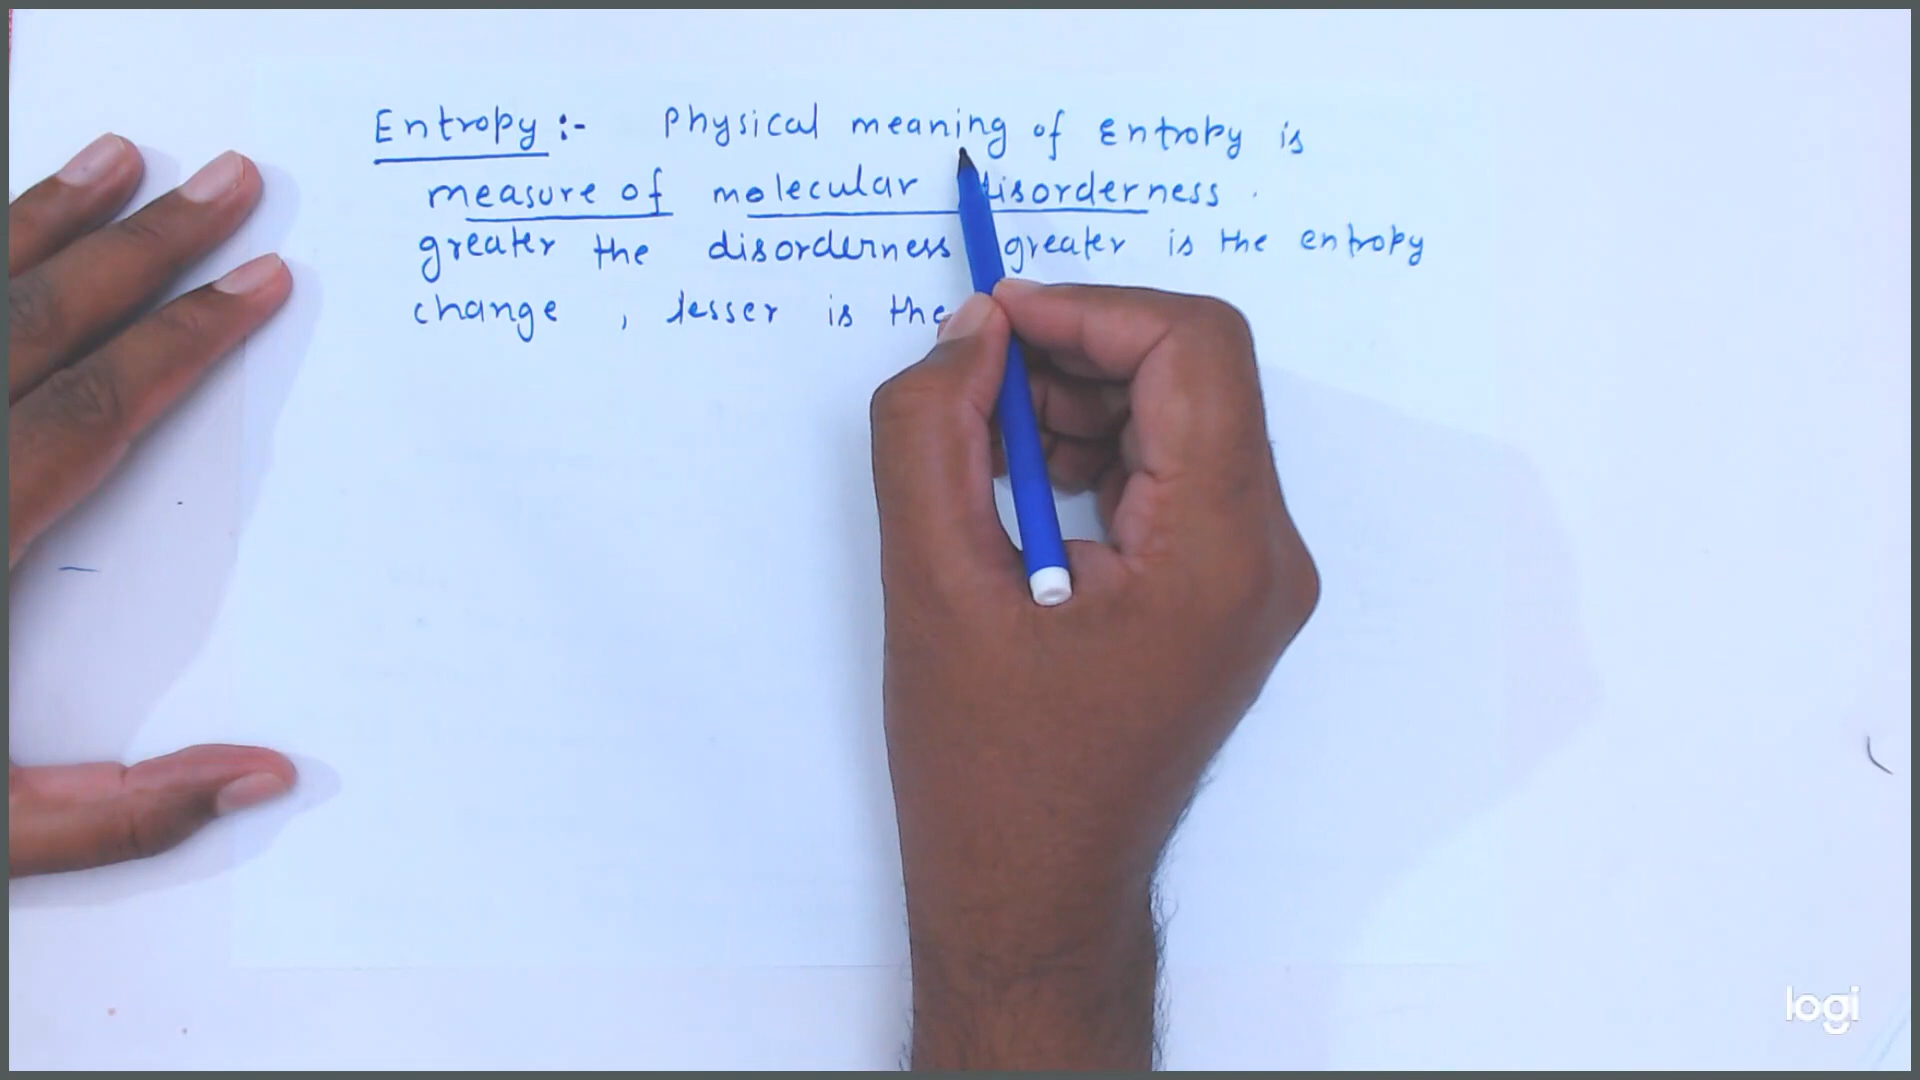 Entropy :- Physical meaning of Entropy is
measure of molecular disorderness .
greater the disorderness greater is the entropy
change , lesser is the
logi